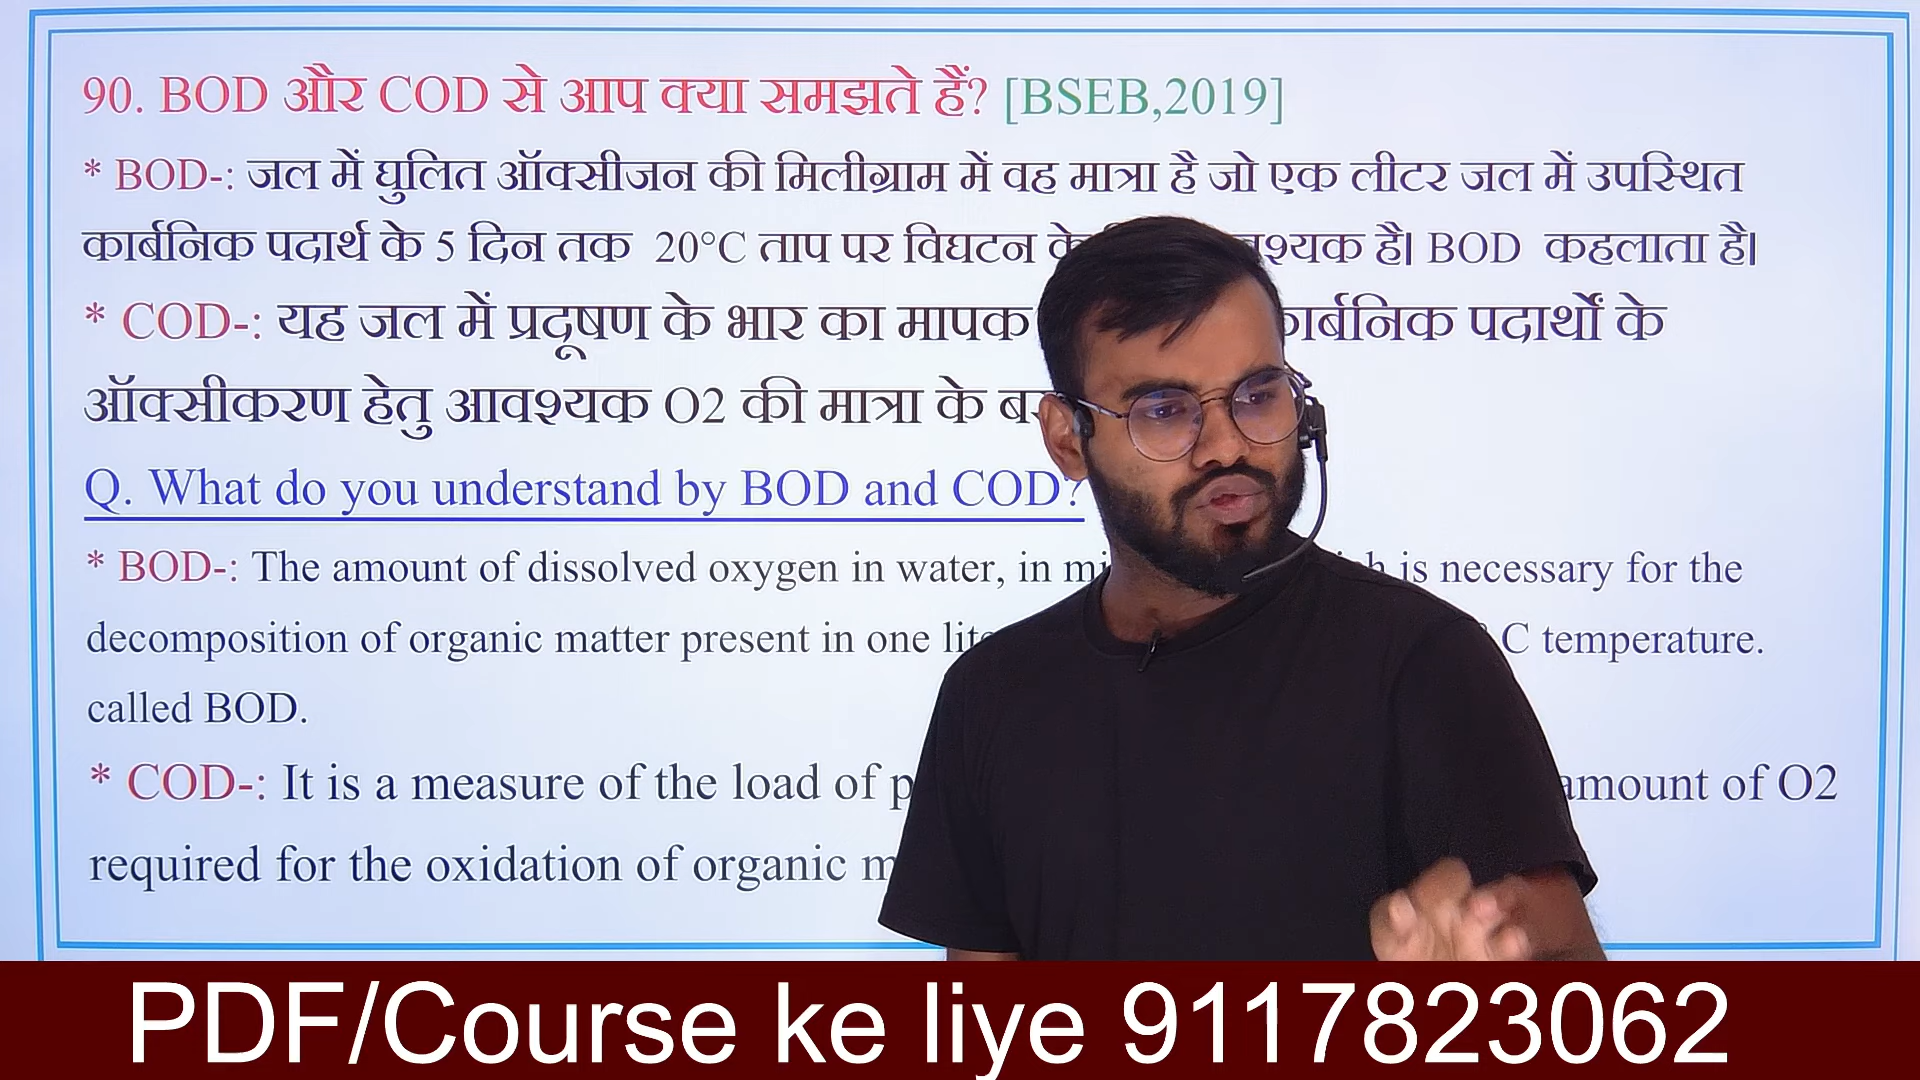 90. BOD और COD से आप क्या समझते हैं? [BSEB,2019]
* BOD-: जल में घुलित ऑक्सीजन की मिलीग्राम में वह मात्रा है जो एक लीटर जल में उपस्थित
कार्बनिक पदार्थ के 5 दिन तक 20°C ताप पर विघटन है। BOD कहलाता है।
* COD-: यह जल में प्रदूषण के भार का मापक पदार्थों के
ऑक्सीकरण हेतु आवश्यक O2 की मात्रा के
Q. What do you understand by BOD and COD?
* BOD-: The amount of dissolved oxygen in water, in is necessary for the
decomposition of organic matter present in one C temperature.
called BOD.
* COD-: It is a measure of the load of amount of O2
required for the oxidation of organic
PDF/Course ke liye 9117823062